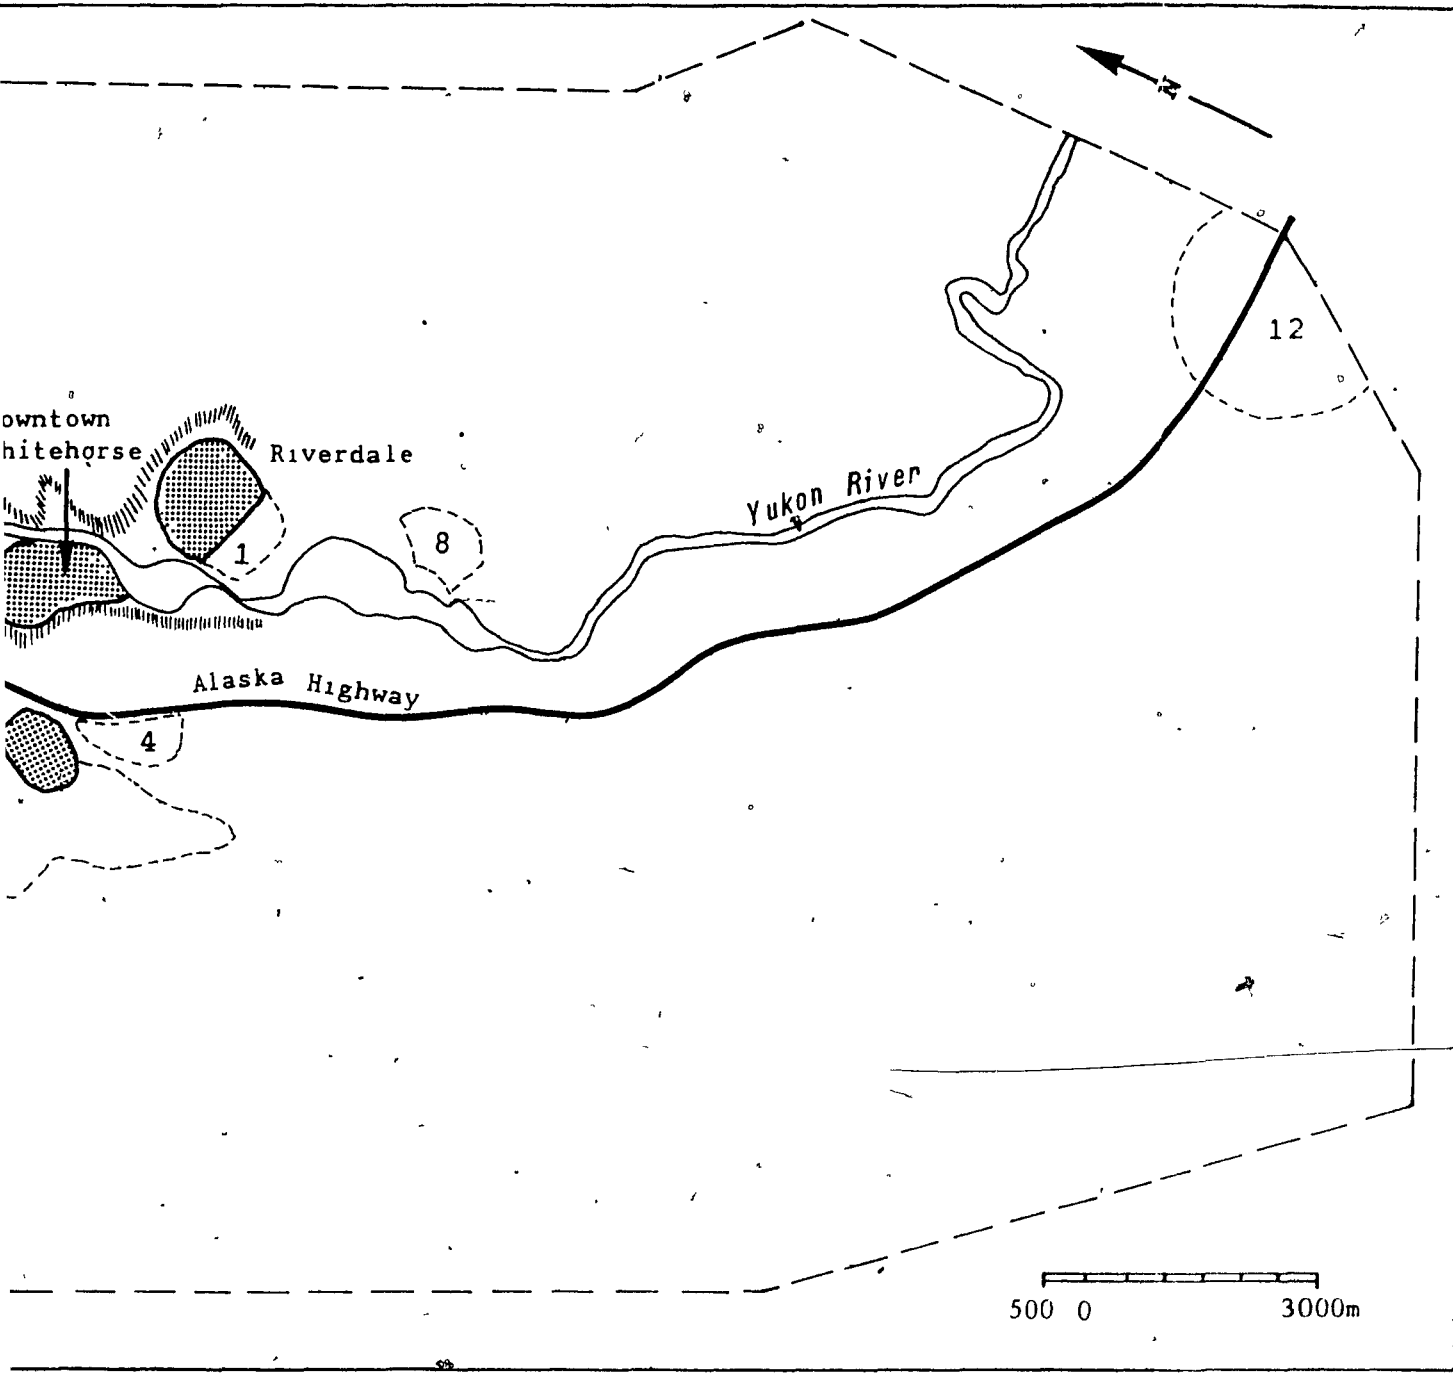 N
12
owntown
hitehorse
Riverdale
Yukon River
1
8
Alaska Highway
4
500 0 3000m